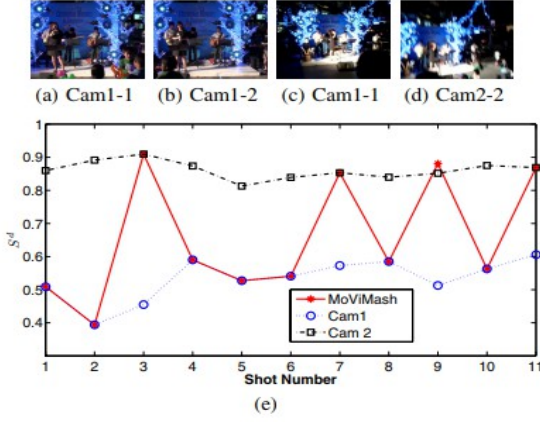 (a) Cam1-1 (b) Cam1-2 (c) Cam1-1 (d) Cam2-2
1
0.9
0.8
0.7
0.6
0.5
0.4
S^d
MoViMash
Cam1
Cam 2
1 2 3 4 5 6 7 8 9 10 11
Shot Number
(e)